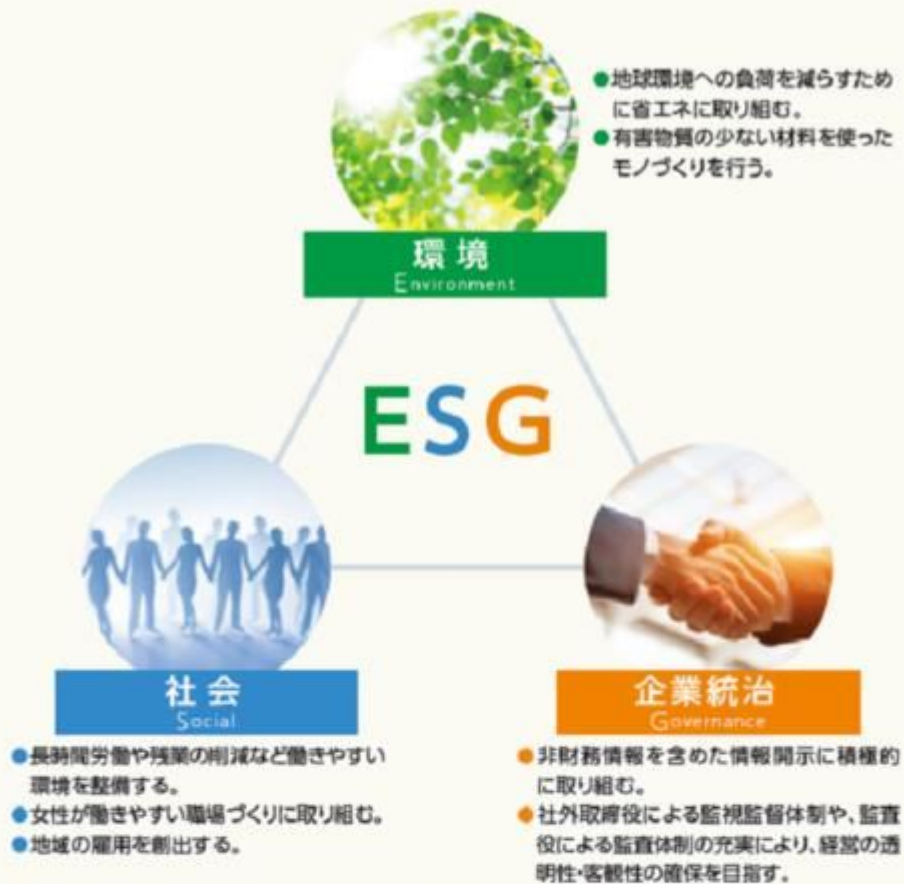 ●地球環境への負荷を減らすため
に省エネに取り組む。
●有害物質の少ない材料を使った
モノづくりを行う。
環境
Environment
ESG
社会
Social
●長時間労働や残業の削減など働きやすい
環境を整備する。
●女性が働きやすい職場づくりに取り組む。
●地域の雇用を創出する。
企業統治
Governance
●非財務情報を含めた情報開示に積極的
に取り組む。
●社外取締役による監視監督体制や、監査
役による監査体制の充実により、経営の透
明性・客観性の確保を目指す。